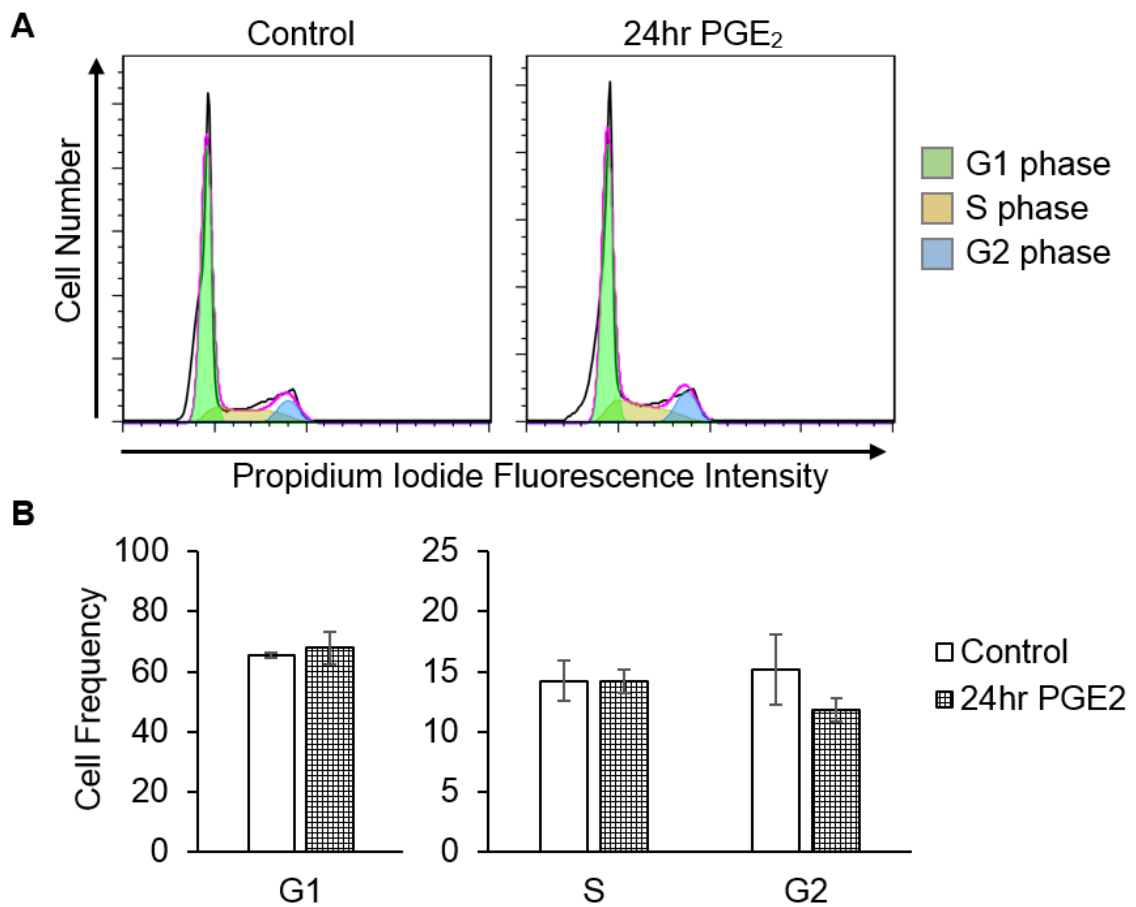 A
Control
24hr PGE₂
Cell Number
G1 phase
S phase
G2 phase
Propidium Iodide Fluorescence Intensity
B
Cell Frequency
100
80
60
40
20
0
G1
25
20
15
10
5
0
S
G2
Control
24hr PGE2